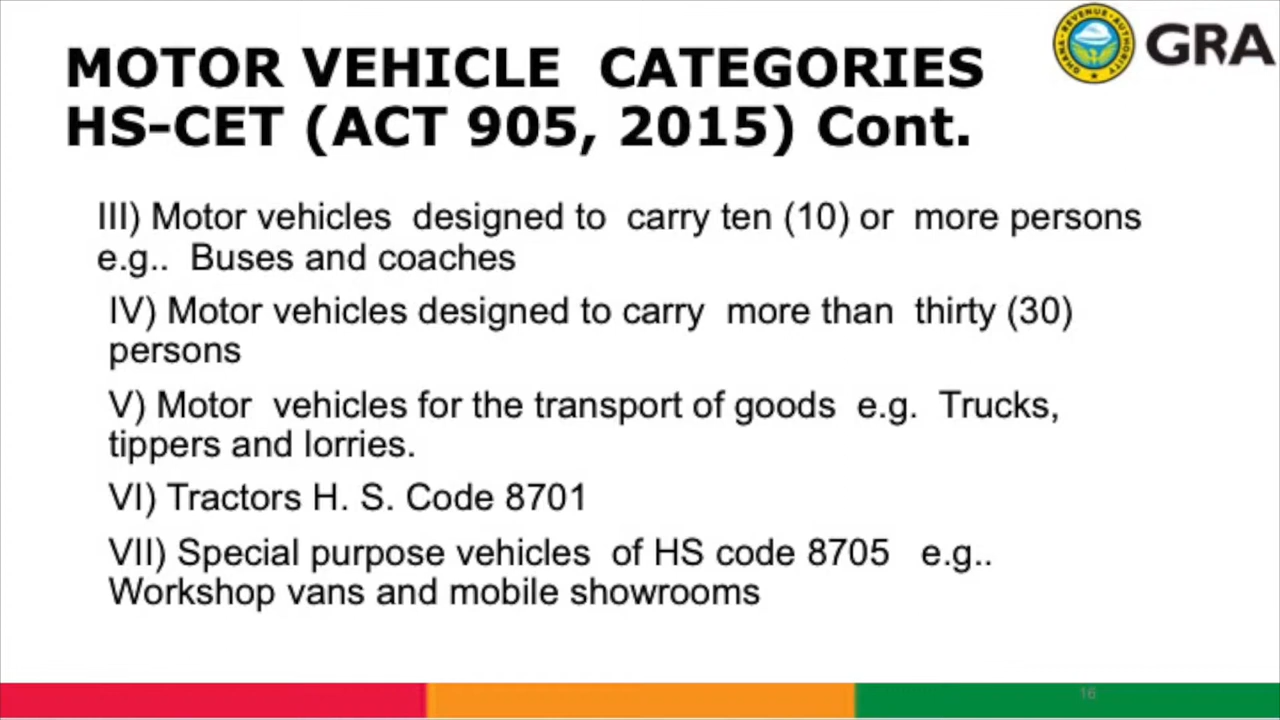 GHANA REVENUE AUTHORITY
GRA
MOTOR VEHICLE CATEGORIES
HS-CET (ACT 905, 2015) Cont.
III) Motor vehicles designed to carry ten (10) or more persons
e.g.. Buses and coaches
IV) Motor vehicles designed to carry more than thirty (30)
persons
V) Motor vehicles for the transport of goods e.g. Trucks,
tippers and lorries.
VI) Tractors H. S. Code 8701
VII) Special purpose vehicles of HS code 8705 e.g..
Workshop vans and mobile showrooms
16